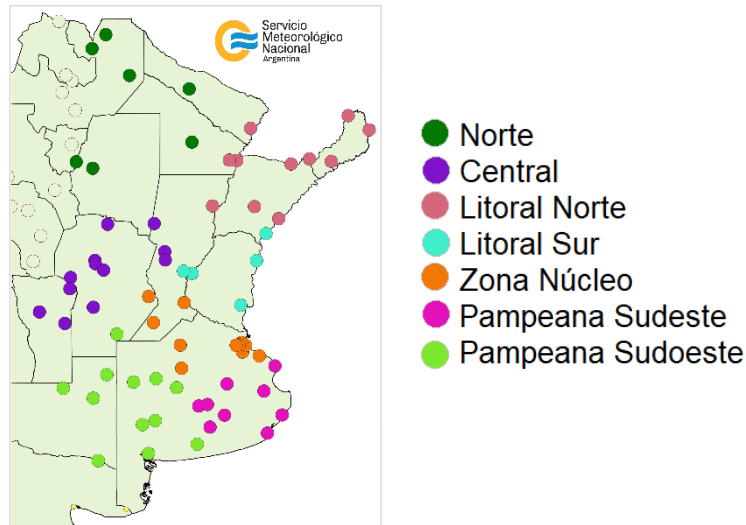 Servicio
Meteorológico
Nacional
Argentina
Norte
Central
Litoral Norte
Litoral Sur
Zona Núcleo
Pampeana Sudeste
Pampeana Sudoeste